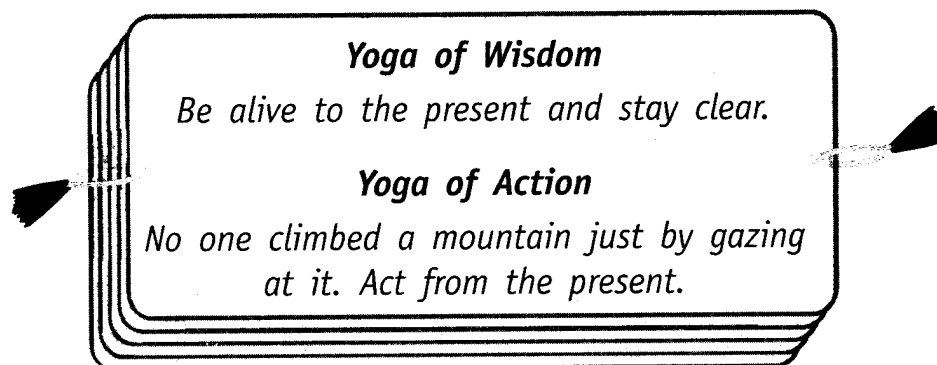 Yoga of Wisdom
Be alive to the present and stay clear.
Yoga of Action
No one climbed a mountain just by gazing
at it. Act from the present.